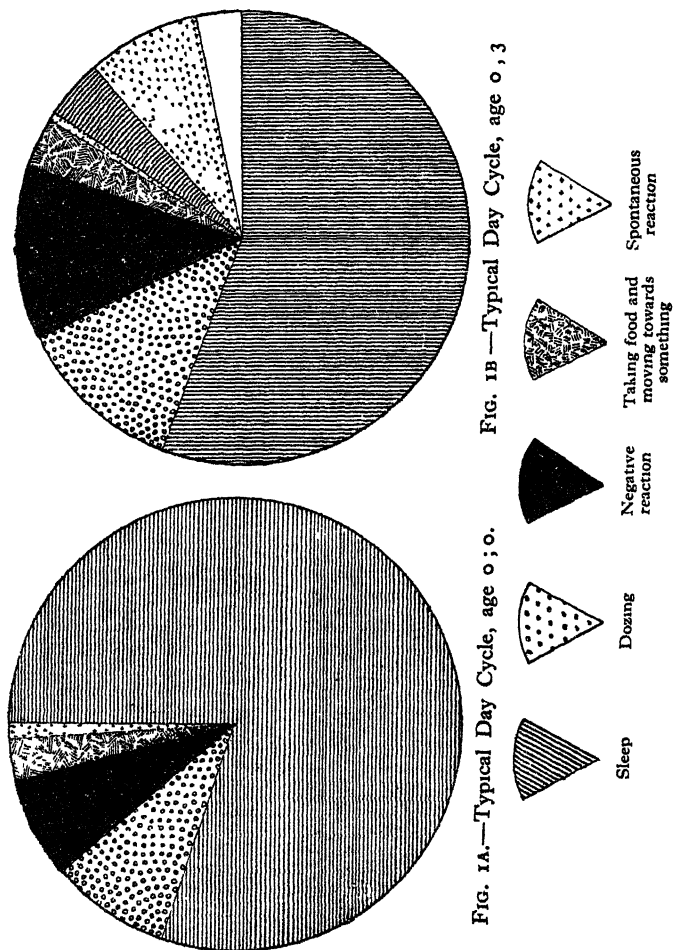 FIG. 1A.—Typical Day Cycle, age 0;0.
FIG. 1B —Typical Day Cycle, age 0,3
Sleep
Dozing
Negative
reaction
Taking food and
moving towards
something
Spontaneous
reaction